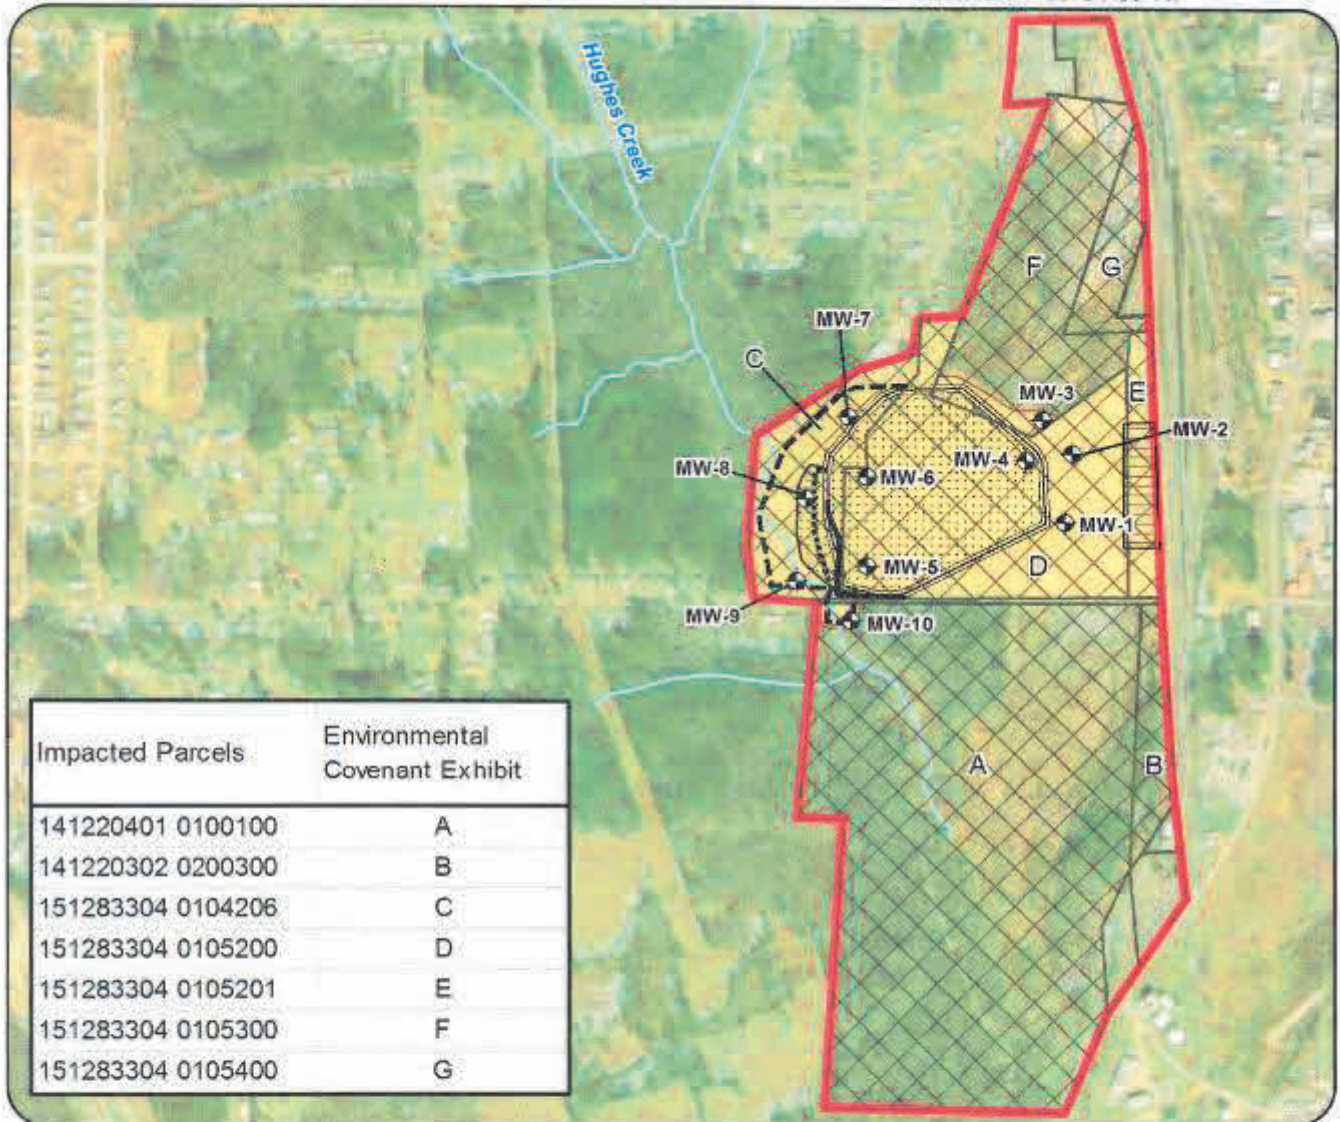 Hughes Creek
F
G
MW-7
C
MW-3
E
MW-2
MW-8
MW-4
MW-6
MW-1
MW-5
D
MW-9
MW-10
A
B
Impacted Parcels
Environmental
Covenant Exhibit
141220401 0100100 A
141220302 0200300 B
151283304 0104206 C
151283304 0105200 D
151283304 0105201 E
151283304 0105300 F
151283304 0105400 G